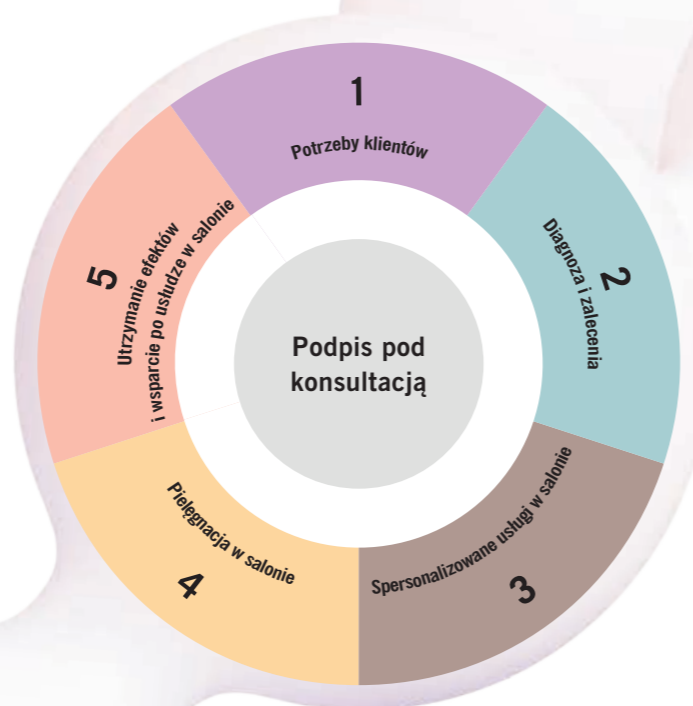 1
Potrzeby klientów
2
Diagnoza i zalecenia
3
Spersonalizowane usługi w salonie
4
Pielęgnacja w salonie
5
Utrzymanie efektów
i wsparcie po usłudze w salonie
Podpis pod
konsultacją